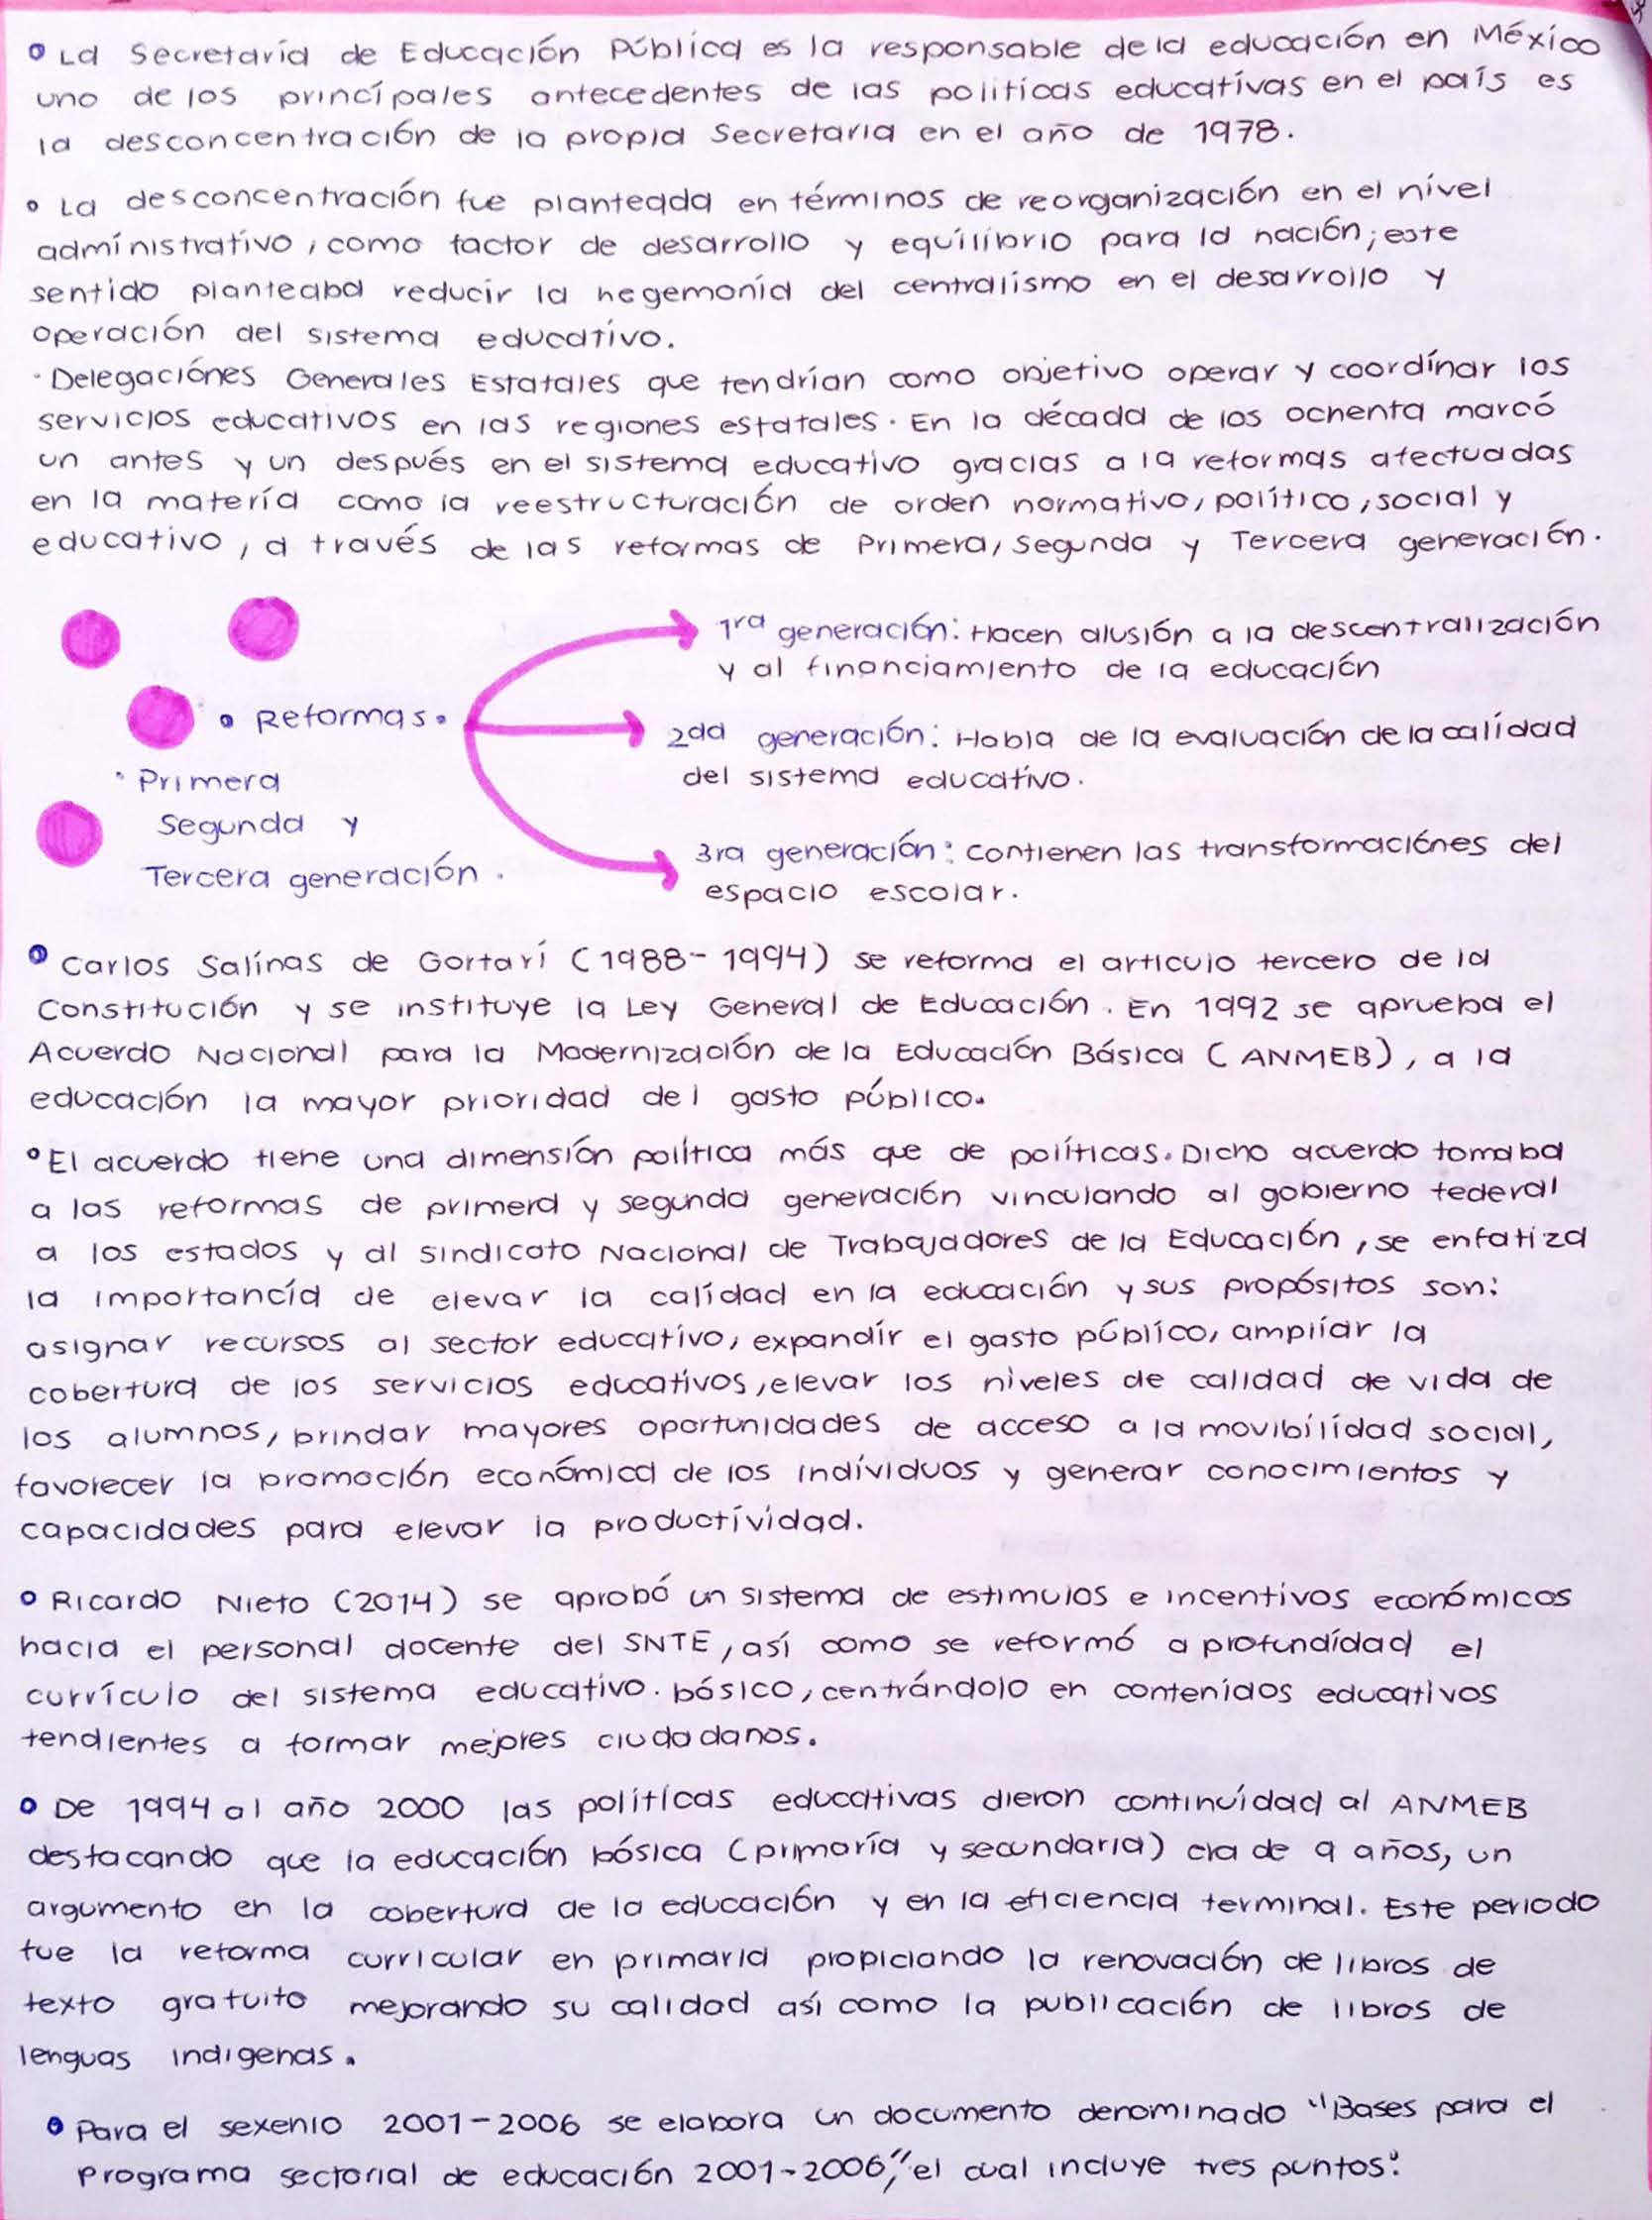 La Secretaría de Educación Pública es la responsable de la educación en México
uno de los principales antecedentes de las politicas educativas en el país es
la desconcentración de la propia Secretaria en el año de 1978.
La desconcentración fue planteada en términos de reorganización en el nivel
administrativo, como factor de desarrollo y equilibrio para la nación; este
sentido planteaba reducir la hegemonía del centralismo en el desarrollo y
operación del sistema educativo.
Delegaciónes Generales Estatales que tendrían como objetivo operar y coordinar los
servicios educativos en las regiones estatales. En la década de los ochenta marcó
un antes y un después en el sistema educativo gracias a la reformas afectuadas
en la materia como la reestructuración de orden normativo, político, social y
educativo, a través de las reformas de Primera, Segunda y Tercera generación.
1ra generación: Hacen alusión a la descentralización
y al financiamiento de la educación
Reformas.
2da generación: Habla de la evaluación de la calidad
del sistema educativo.
Primera
Segunda y
Tercera generación.
3ra generación: contienen las transformaciónes del
espacio escolar.
Carlos Salinas de Gortari (1988-1994) se reforma el articulo tercero de la
Constitución y se instituye la Ley General de Educación. En 1992 se aprueba el
Acuerdo Nacional para la Modernización de la Educación Básica (ANMEB), a la
educación la mayor prioridad del gasto público.
El acuerdo tiene una dimensión política más que de políticas. Dicho acuerdo tomaba
a las reformas de primera y segunda generación vinculando al gobierno federal
a los estados y al Sindicato Nacional de Trabajadores de la Educación, se enfatiza
la importancia de elevar la calidad en la educación y sus propósitos son:
asignar recursos al sector educativo, expandir el gasto público, ampliar la
cobertura de los servicios educativos, elevar los niveles de calidad de vida de
los alumnos, brindar mayores oportunidades de acceso a la movibilidad social,
favorecer la promoción económica de los individuos y generar conocimientos y
capacidades para elevar la productividad.
Ricardo Nieto (2014) se aprobó un sistema de estimulos e incentivos económicos
hacia el personal docente del SNTE, así como se reformó a profundidad el
currículo del sistema educativo. básico, centrándolo en contenidos educativos
tendientes a formar mejores ciudadanos.
De 1994 al año 2000 las políticas educativas dieron continuidad al ANMEB
destacando que la educación básica (primaria y secundaria) era de 9 años, un
argumento en la cobertura de la educación y en la eficiencia terminal. Este periodo
fue la reforma curricular en primaria propiciando la renovación de libros de
texto gratuito mejorando su calidad así como la publicación de libros de
lenguas indigenas.
Para el sexenio 2001-2006 se elabora un documento denominado "Bases para el
Programa sectorial de educación 2001-2006", el cual incluye tres puntos: